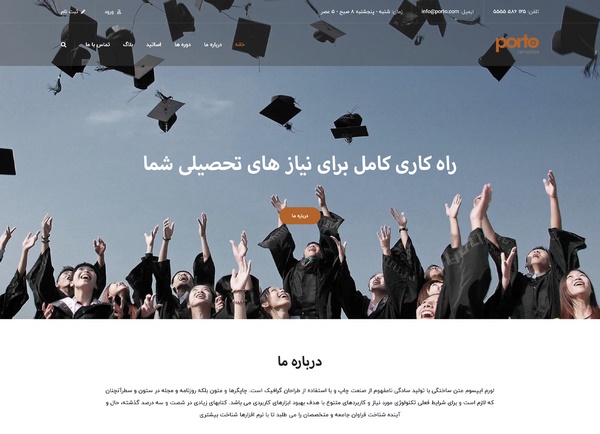 تلفن: ۱۲۵ ۵۸۶ ۵۵۵۵
ایمیل: info@porto.com
زمان: شنبه - پنجشنبه ۸ صبح - ۵ عصر
ورود
ثبت نام
porto
خانه
درباره ما
دوره ها
اساتید
بلاگ
تماس با ما
راه کاری کامل برای نیاز های تحصیلی شما
درباره ما
درباره ما
لورم ایپسوم متن ساختگی با تولید سادگی نامفهوم از صنعت چاپ و با استفاده از طراحان گرافیک است. چاپگرها و متون بلکه روزنامه و مجله در ستون و سطرآنچنان
که لازم است و برای شرایط فعلی تکنولوژی مورد نیاز و کاربردهای متنوع با هدف بهبود ابزارهای کاربردی می باشد. کتابهای زیادی در شصت و سه درصد گذشته، حال و
آینده شناخت فراوان جامعه و متخصصان را می طلبد تا با نرم افزارها شناخت بیشتری